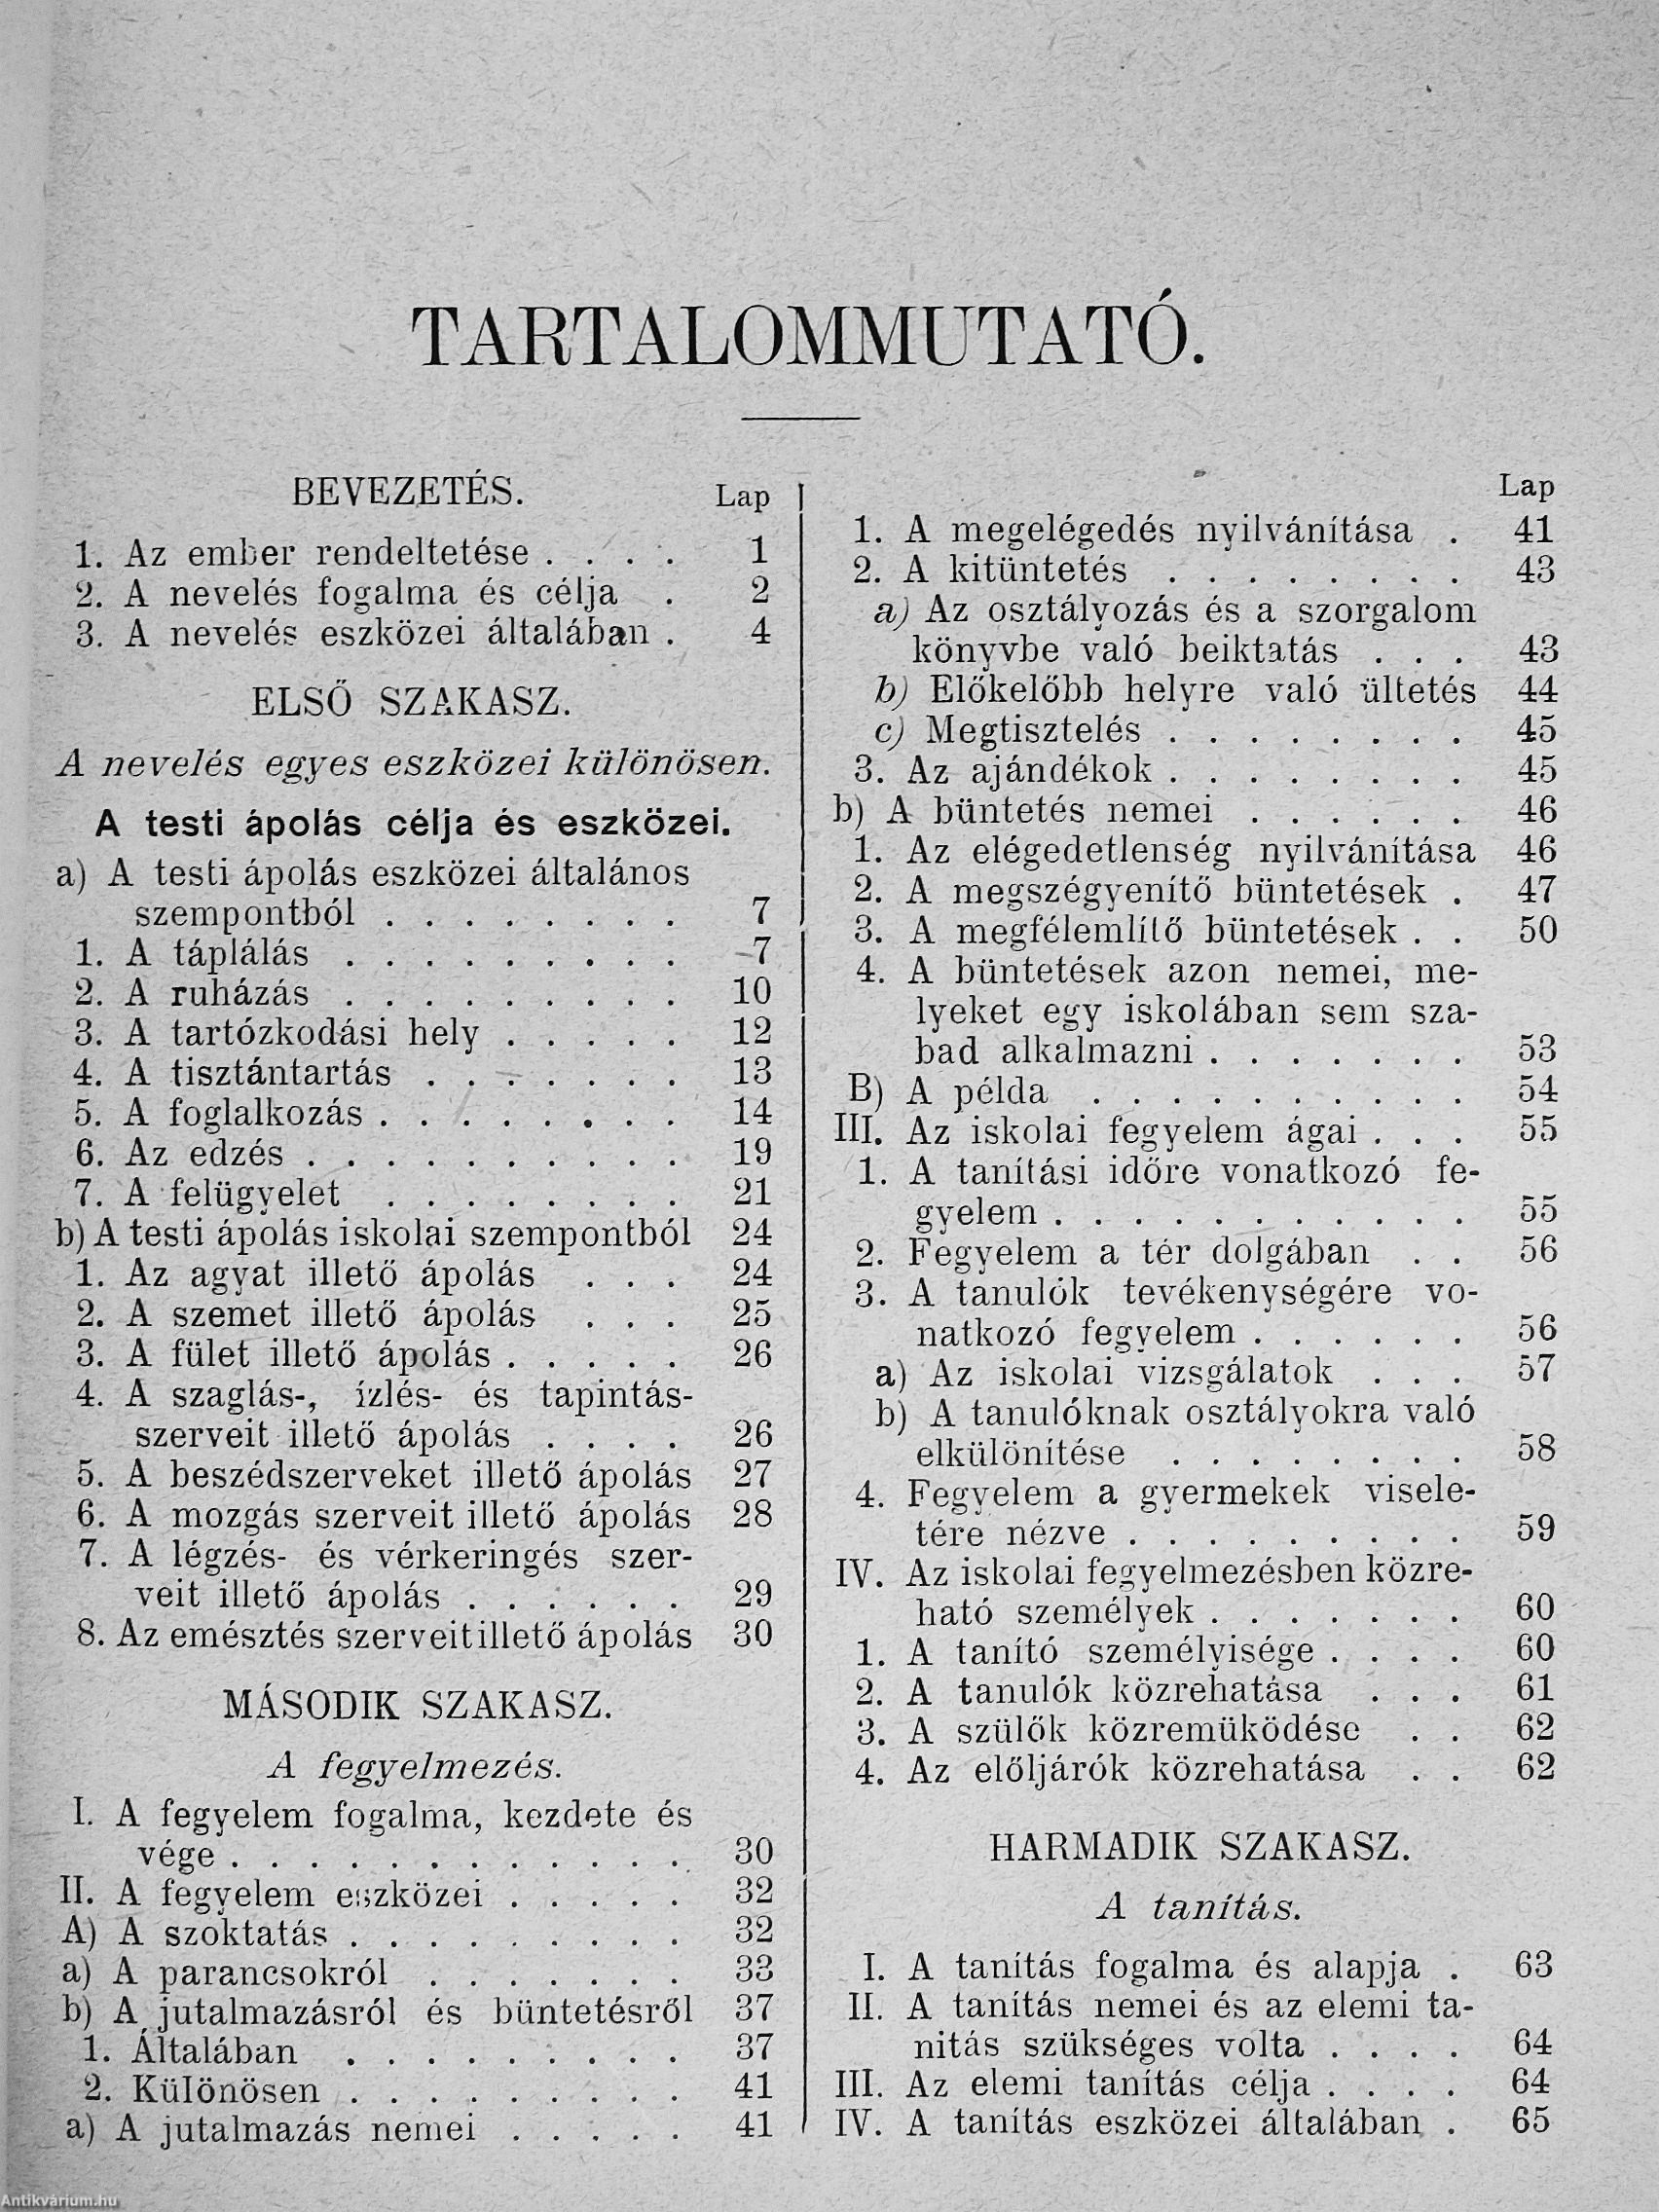 TARTALOMMUTATÓ.
BEVEZETÉS. Lap
1. Az ember rendeltetése . . . . 1
2. A nevelés fogalma és célja . 2
3. A nevelés eszközei általában . 4
ELSŐ SZAKASZ.
A nevelés egyes eszközei különösen.
A testi ápolás célja és eszközei.
a) A testi ápolás eszközei általános
szempontból . . . . . . . . 7
1. A táplálás . . . . . . . . . 7
2. A ruházás . . . . . . . . . 10
3. A tartózkodási hely . . . . . 12
4. A tisztántartás . . . . . . . 13
5. A foglalkozás . . . . . . . . 14
6. Az edzés . . . . . . . . . . 19
7. A felügyelet . . . . . . . . 21
b) A testi ápolás iskolai szempontból 24
1. Az agyat illető ápolás . . . 24
2. A szemet illető ápolás . . . 25
3. A fület illető ápolás . . . . . 26
4. A szaglás-, ízlés- és tapintás-
szerveit illető ápolás . . . . 26
5. A beszédszerveket illető ápolás 27
6. A mozgás szerveit illető ápolás 28
7. A légzés- és vérkeringés szer-
veit illető ápolás . . . . . . 29
8. Az emésztés szerveit illető ápolás 30
MÁSODIK SZAKASZ.
A fegyelmezés.
I. A fegyelem fogalma, kezdete és
vége . . . . . . . . . . . . 30
II. A fegyelem eszközei . . . . . 32
A) A szoktatás . . . . . . . . . 32
a) A parancsokról . . . . . . . 33
b) A jutalmazásról és büntetésről 37
1. Általában . . . . . . . . . 37
2. Különösen . . . . . . . . . 41
a) A jutalmazás nemei . . . . . 41
Lap
1. A megelégedés nyilvánítása . 41
2. A kitüntetés . . . . . . . . 43
a) Az osztályozás és a szorgalom
könyvbe való beiktatás . . . 43
b) Előkelőbb helyre való ültetés 44
c) Megtisztelés . . . . . . . . 45
3. Az ajándékok . . . . . . . . 45
b) A büntetés nemei . . . . . . 46
1. Az elégedetlenség nyilvánítása 46
2. A megszégyenítő büntetések . 47
3. A megfélemlítő büntetések . . 50
4. A büntetések azon nemei, me-
lyeket egy iskolában sem sza-
bad alkalmazni . . . . . . . 53
B) A példa . . . . . . . . . . 54
III. Az iskolai fegyelem ágai . . . 55
1. A tanítási időre vonatkozó fe-
gyelem . . . . . . . . . . . 55
2. Fegyelem a tér dolgában . . 56
3. A tanulók tevékenységére vo-
natkozó fegyelem . . . . . . 56
a) Az iskolai vizsgálatok . . . 57
b) A tanulóknak osztályokra való
elkülönítése . . . . . . . . 58
4. Fegyelem a gyermekek visele-
tére nézve . . . . . . . . . 59
IV. Az iskolai fegyelmezésben közre-
ható személyek . . . . . . . 60
1. A tanító személyisége . . . . 60
2. A tanulók közrehatása . . . 61
3. A szülők közremüködése . . 62
4. Az előljárók közrehatása . . 62
HARMADIK SZAKASZ.
A tanítás.
I. A tanítás fogalma és alapja . 63
II. A tanítás nemei és az elemi ta-
nitás szükséges volta . . . . 64
III. Az elemi tanítás célja . . . . 64
IV. A tanítás eszközei általában . 65
Antikvárium.hu